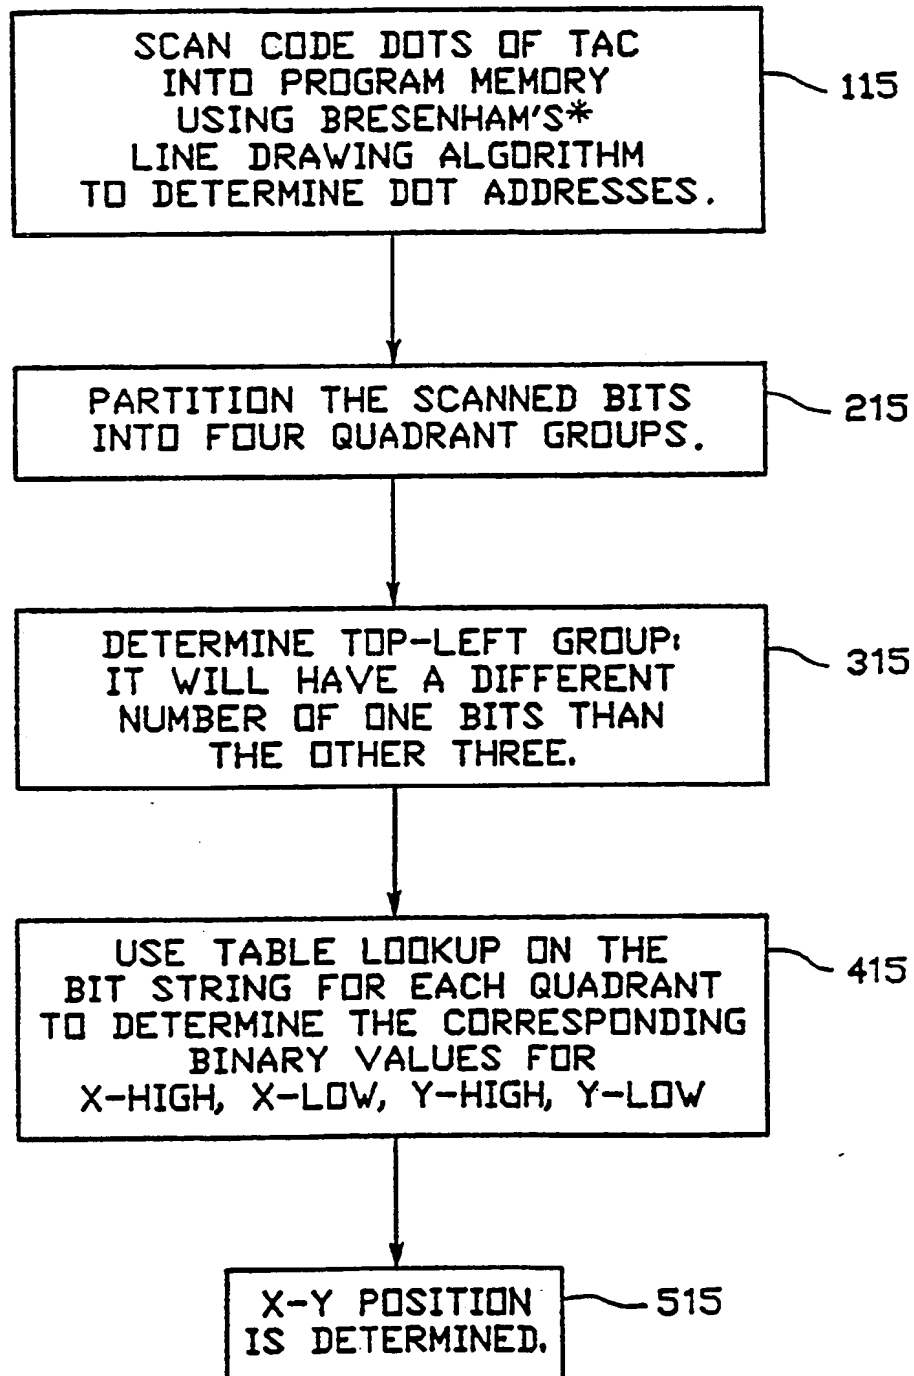 SCAN CODE DOTS OF TAC
INTO PROGRAM MEMORY
USING BRESENHAM'S*
LINE DRAWING ALGORITHM
TO DETERMINE DOT ADDRESSES.
115
PARTITION THE SCANNED BITS
INTO FOUR QUADRANT GROUPS.
215
DETERMINE TOP-LEFT GROUP:
IT WILL HAVE A DIFFERENT
NUMBER OF ONE BITS THAN
THE OTHER THREE.
315
USE TABLE LOOKUP ON THE
BIT STRING FOR EACH QUADRANT
TO DETERMINE THE CORRESPONDING
BINARY VALUES FOR
X-HIGH, X-LOW, Y-HIGH, Y-LOW
415
X-Y POSITION
IS DETERMINED.
515